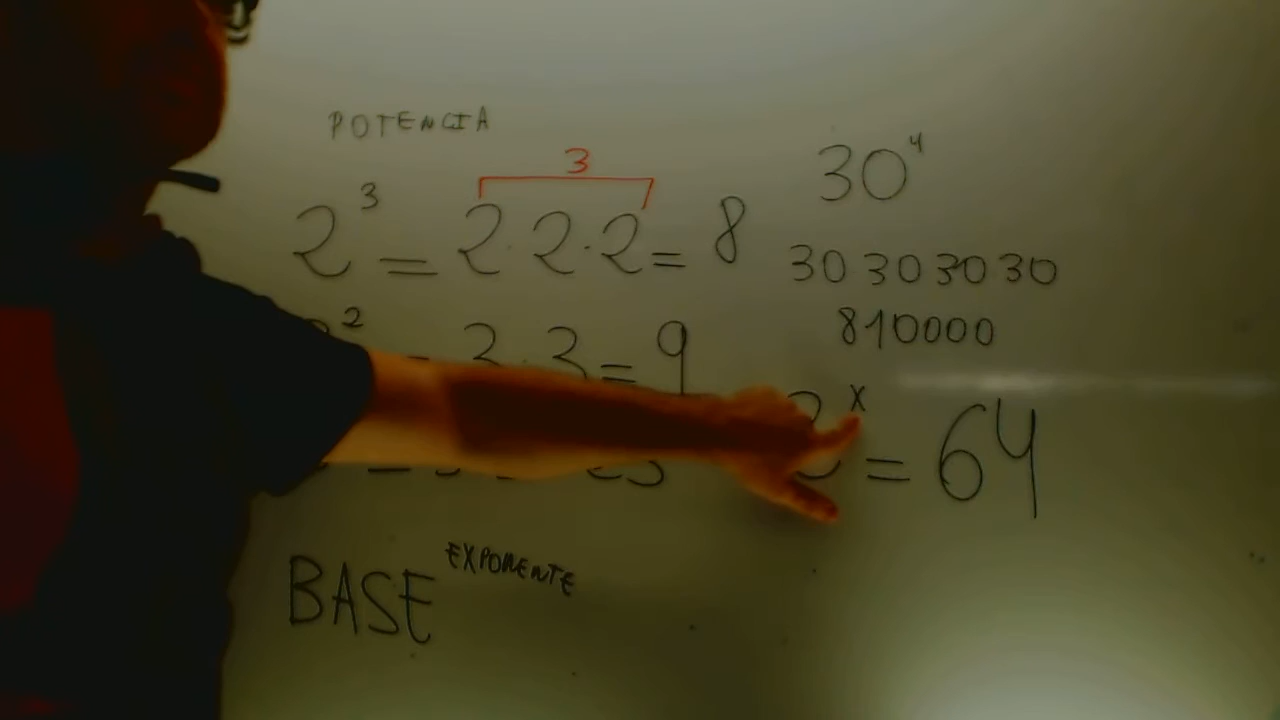 POTENCIA
3
2³ = 2·2·2 = 8
² = 3·3 = 9
BASE EXPONENTE
30⁴
30 30 30 30
810000
ˣ = 64